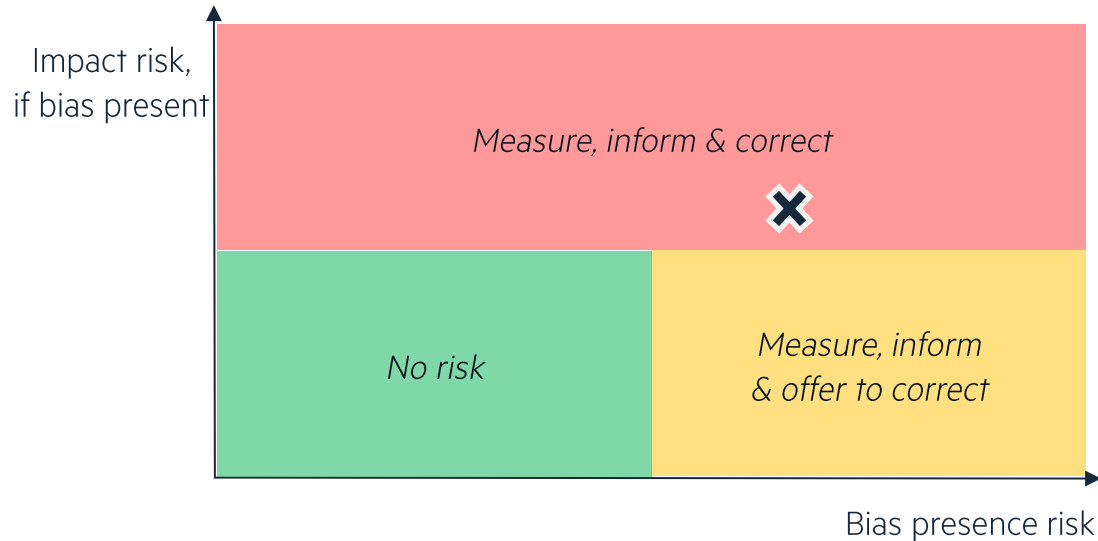 Impact risk,
if bias present
Measure, inform & correct
No risk
Measure, inform
& offer to correct
Bias presence risk